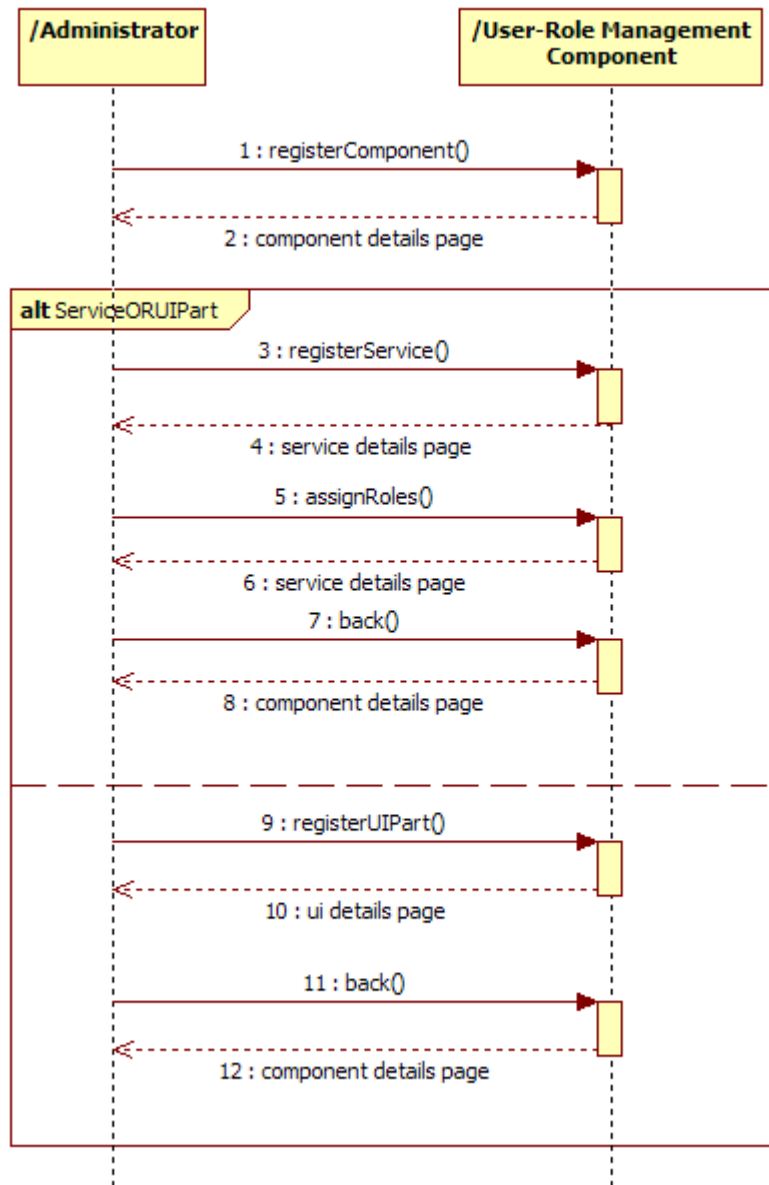 /Administrator
/User-Role Management
Component
1 : registerComponent()
2 : component details page
alt ServiceORUIPart
3 : registerService()
4 : service details page
5 : assignRoles()
6 : service details page
7 : back()
8 : component details page
9 : registerUIPart()
10 : ui details page
11 : back()
12 : component details page